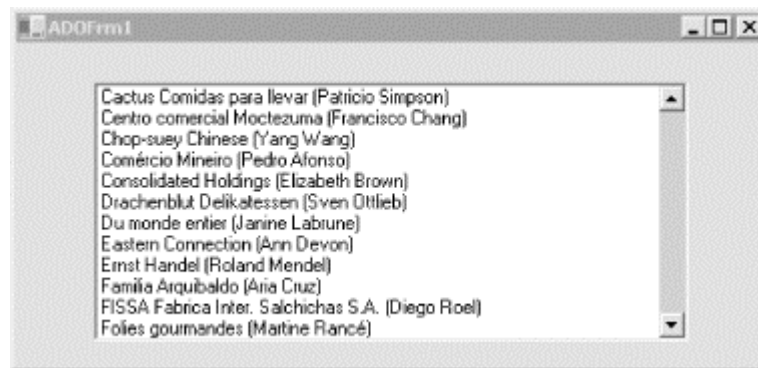 ADOFrm1
Cactus Comidas para llevar (Patricio Simpson)
Centro comercial Moctezuma (Francisco Chang)
Chop-suey Chinese (Yang Wang)
Comércio Mineiro (Pedro Afonso)
Consolidated Holdings (Elizabeth Brown)
Drachenblut Delikatessen (Sven Ottlieb)
Du monde entier (Janine Labrune)
Eastern Connection (Ann Devon)
Ernst Handel (Roland Mendel)
Familia Arquibaldo (Aria Cruz)
FISSA Fabrica Inter. Salchichas S.A. (Diego Roel)
Folies gourmandes (Martine Rancé)